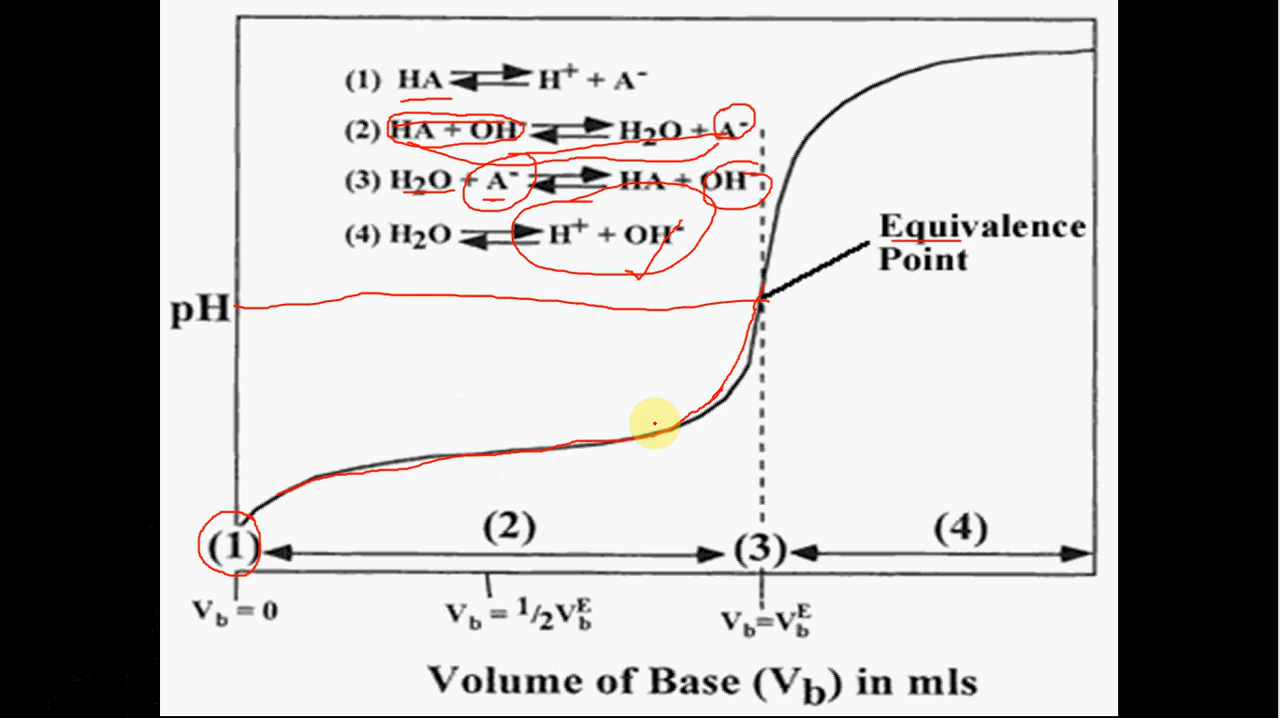 (1) HA ⇌ H⁺ + A⁻
(2) HA + OH⁻ ⇌ H₂O + A⁻
(3) H₂O + A⁻ ⇌ HA + OH⁻
(4) H₂O ⇌ H⁺ + OH⁻
Equivalence
Point
pH
(1) (2) (3) (4)
V_b = 0 V_b = 1/2V_b^E V_b=V_b^E
Volume of Base (V_b) in mls